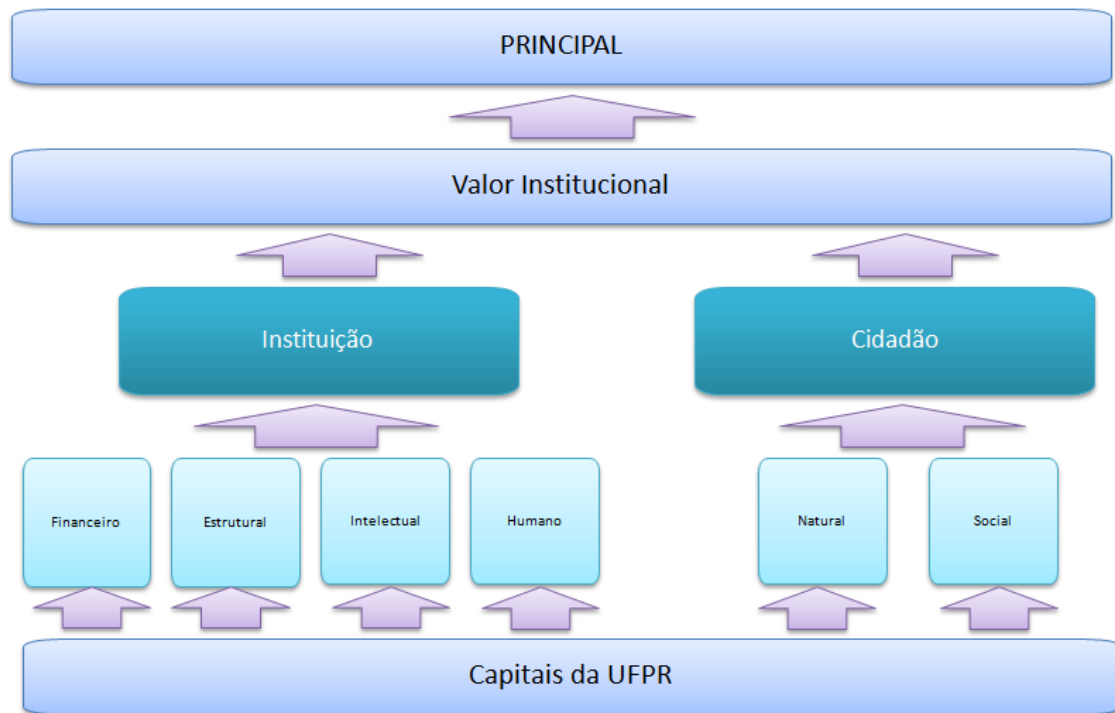 PRINCIPAL
Valor Institucional
Instituição
Cidadão
Financeiro
Estrutural
Intelectual
Humano
Natural
Social
Capitais da UFPR